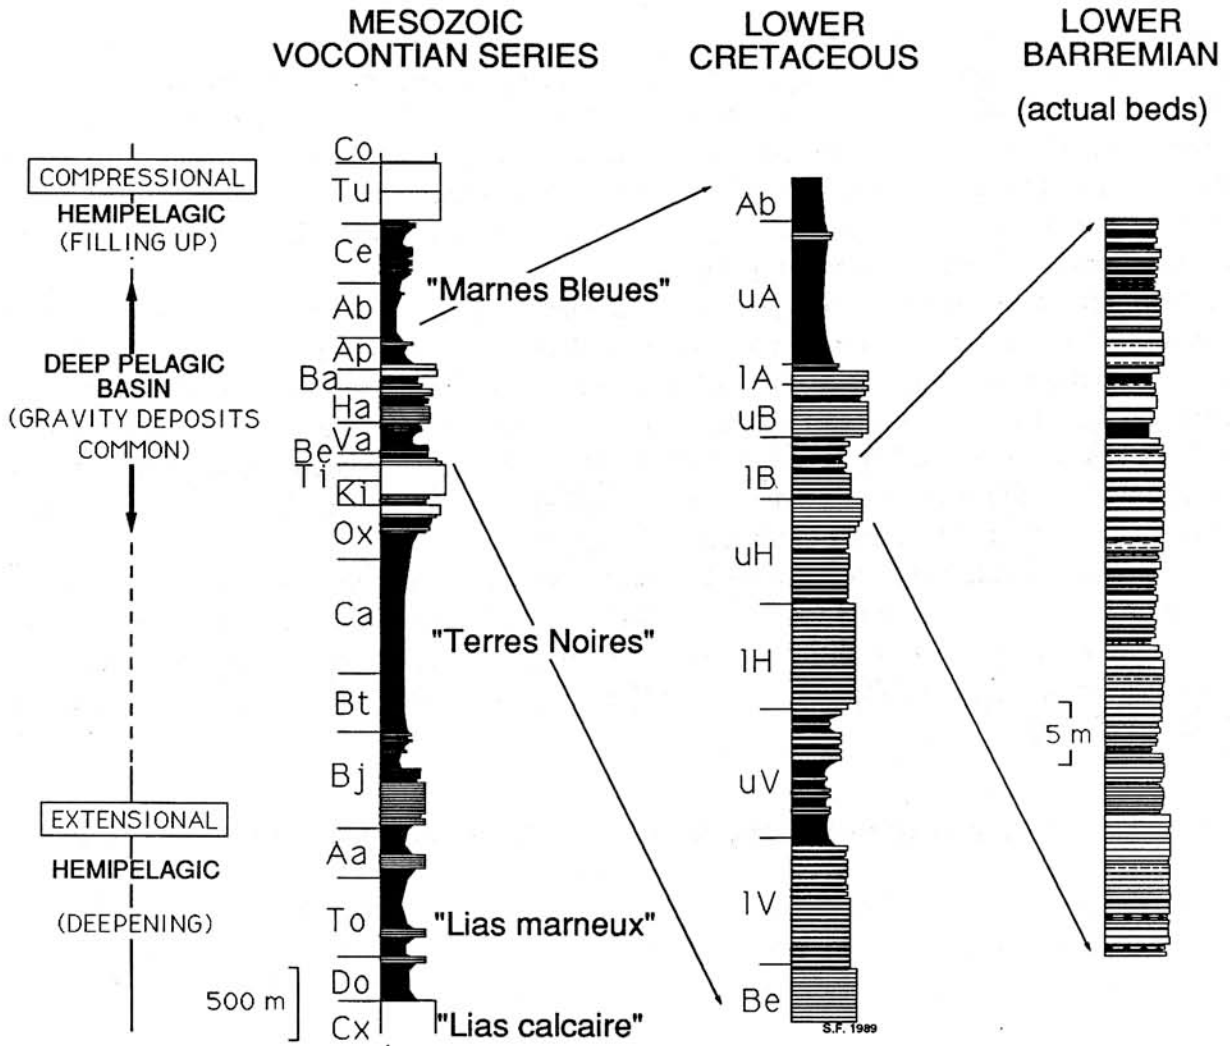 MESOZOIC
VOCONTIAN SERIES
LOWER
CRETACEOUS
LOWER
BARREMIAN
(actual beds)
COMPRESSIONAL
HEMIPELAGIC
(FILLING UP)
DEEP PELAGIC
BASIN
(GRAVITY DEPOSITS
COMMON)
EXTENSIONAL
HEMIPELAGIC
(DEEPENING)
500 m
Co
Tu
Ce
Ab
Ap
Ba
Ha
Va
Be
Ti
Ki
Ox
Ca
Bt
Bj
Aa
To
Do
Cx
"Marnes Bleues"
"Terres Noires"
"Lias marneux"
"Lias calcaire"
Ab
uA
lA
uB
lB
uH
lH
uV
lV
Be
S.F. 1989
5 m